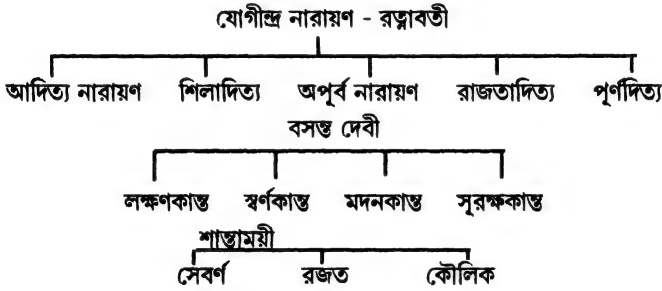 যোগীন্দ্র নারায়ণ - রত্নাবতী
আদিত্য নারায়ণ শিলাদিত্য অপূর্ব নারায়ণ রাজতাদিত্য পূর্ণদিত্য
বসন্ত দেবী
লক্ষণকান্ত স্বর্ণকান্ত মদনকান্ত সূরক্ষকান্ত
শান্তাময়ী
সেবর্ণ রজত কৌলিক